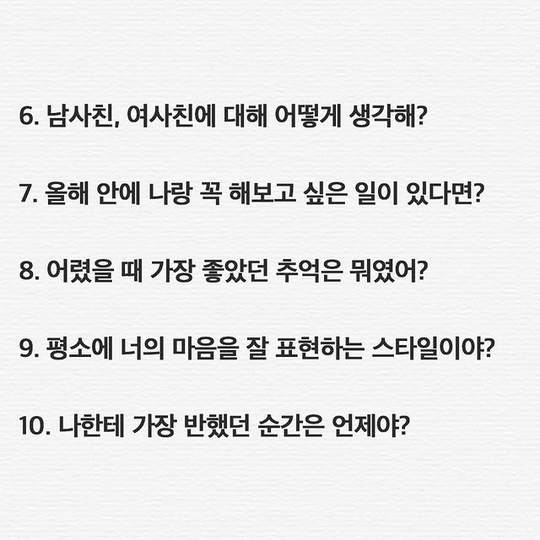 6. 남사친, 여사친에 대해 어떻게 생각해?
7. 올해 안에 나랑 꼭 해보고 싶은 일이 있다면?
8. 어렸을 때 가장 좋았던 추억은 뭐였어?
9. 평소에 너의 마음을 잘 표현하는 스타일이야?
10. 나한테 가장 반했던 순간은 언제야?